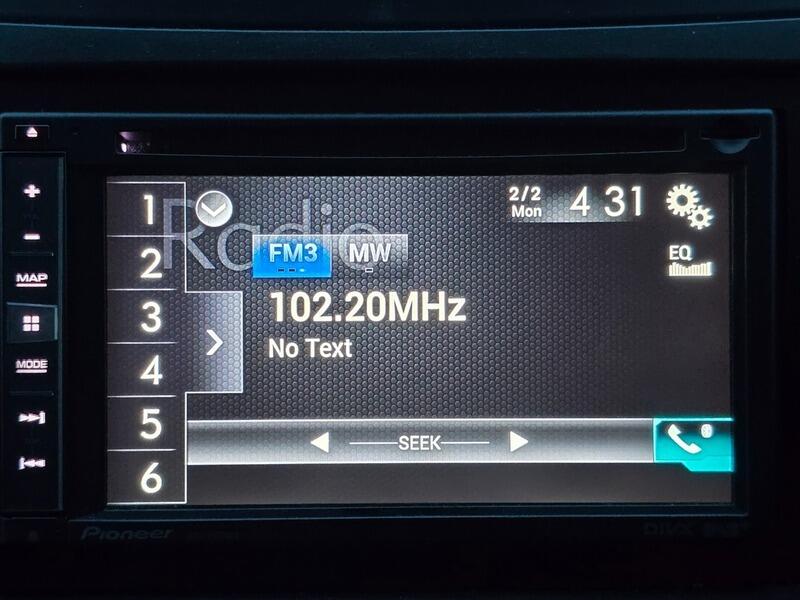 2/2
Mon
4 31
Radio
1
2
3
4
5
6
FM3
MW
EQ
102.20MHz
No Text
SEEK
MAP
MODE
Pioneer